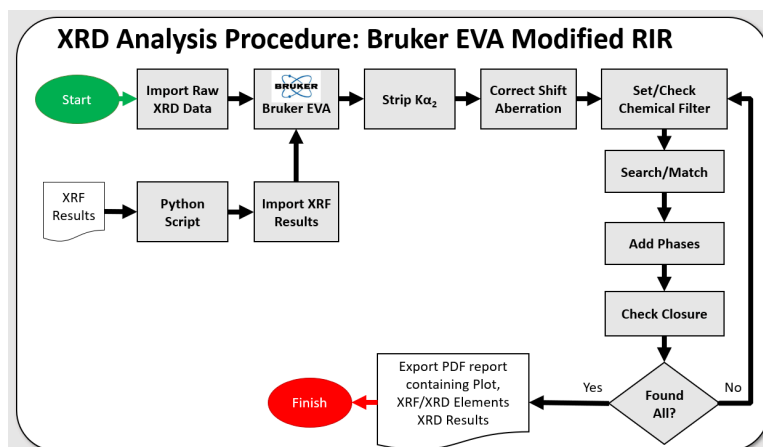 XRD Analysis Procedure: Bruker EVA Modified RIR
Start
Import Raw
XRD Data
BRUKER
Bruker EVA
Strip Kα₂
Correct Shift
Aberration
Set/Check
Chemical Filter
XRF
Results
Python
Script
Import XRF
Results
Search/Match
Add Phases
Check Closure
Found
All?
Yes
No
Export PDF report
containing Plot,
XRF/XRD Elements
XRD Results
Finish